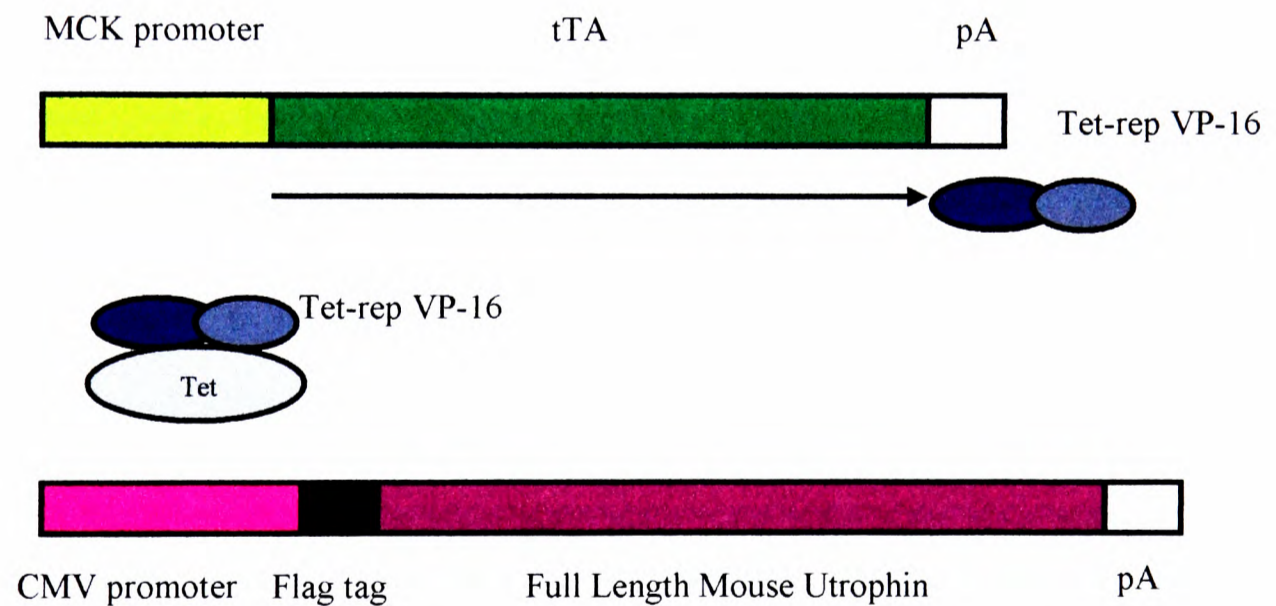 MCK promoter tTA pA
Tet-rep VP-16
Tet-rep VP-16
Tet
CMV promoter Flag tag Full Length Mouse Utrophin pA